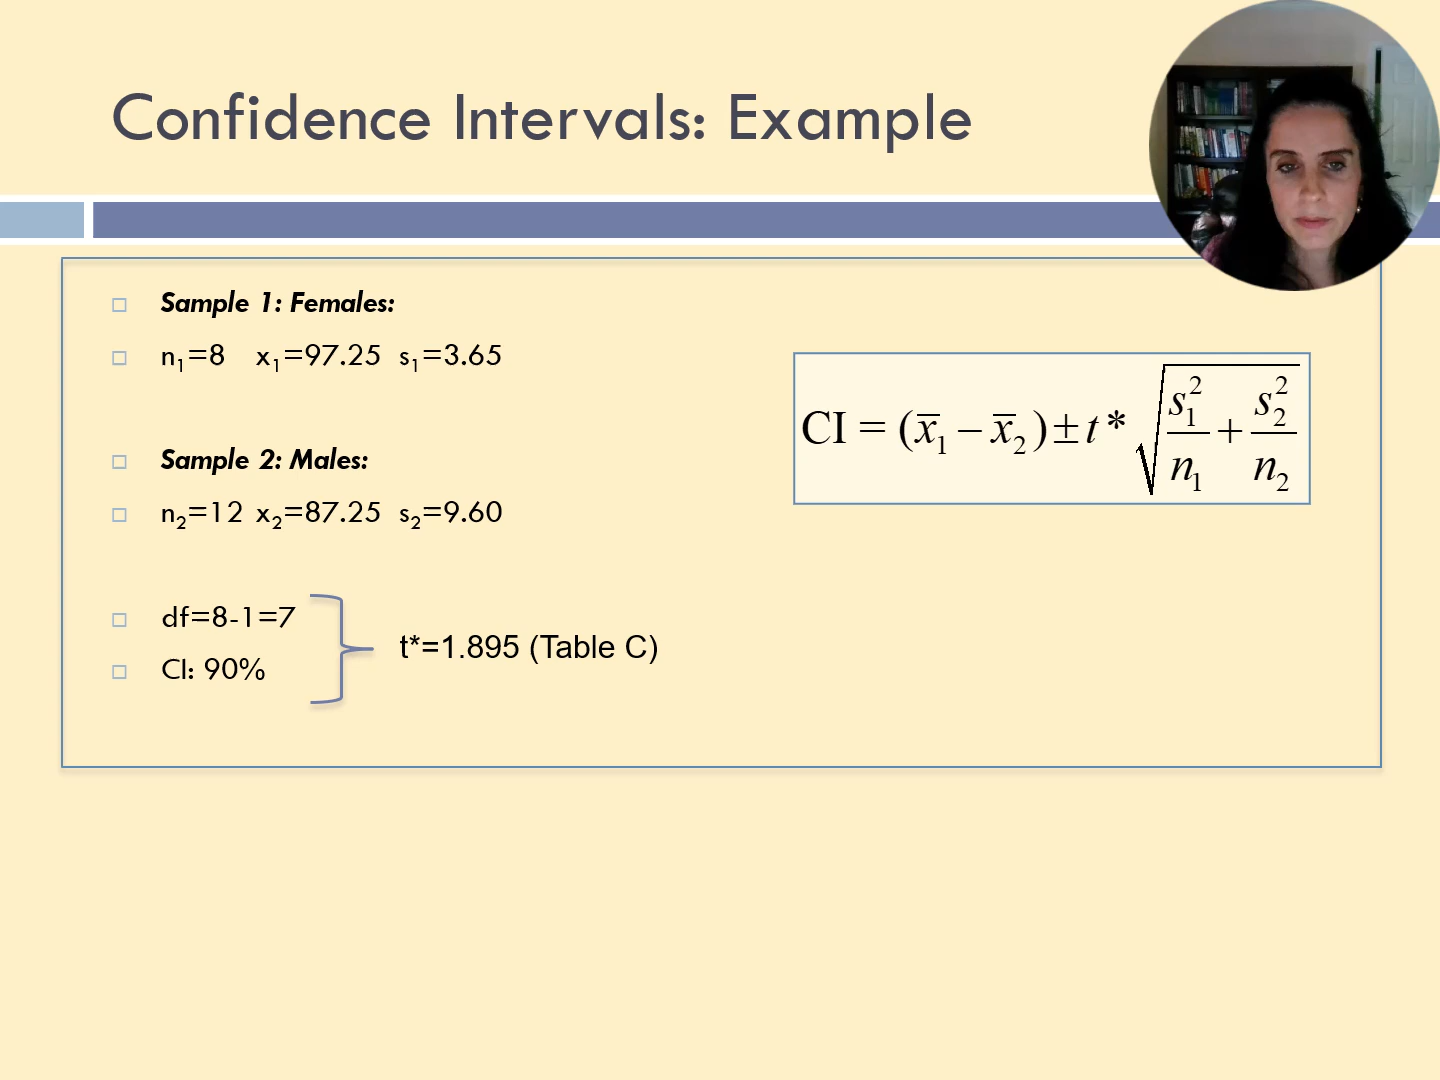 Confidence Intervals: Example
Sample 1: Females:
n₁=8 x₁=97.25 s₁=3.65
Sample 2: Males:
n₂=12 x₂=87.25 s₂=9.60
df=8-1=7
CI: 90%
t*=1.895 (Table C)
CI = (x̅₁ − x̅₂) ± t* √(s₁²/n₁ + s₂²/n₂)